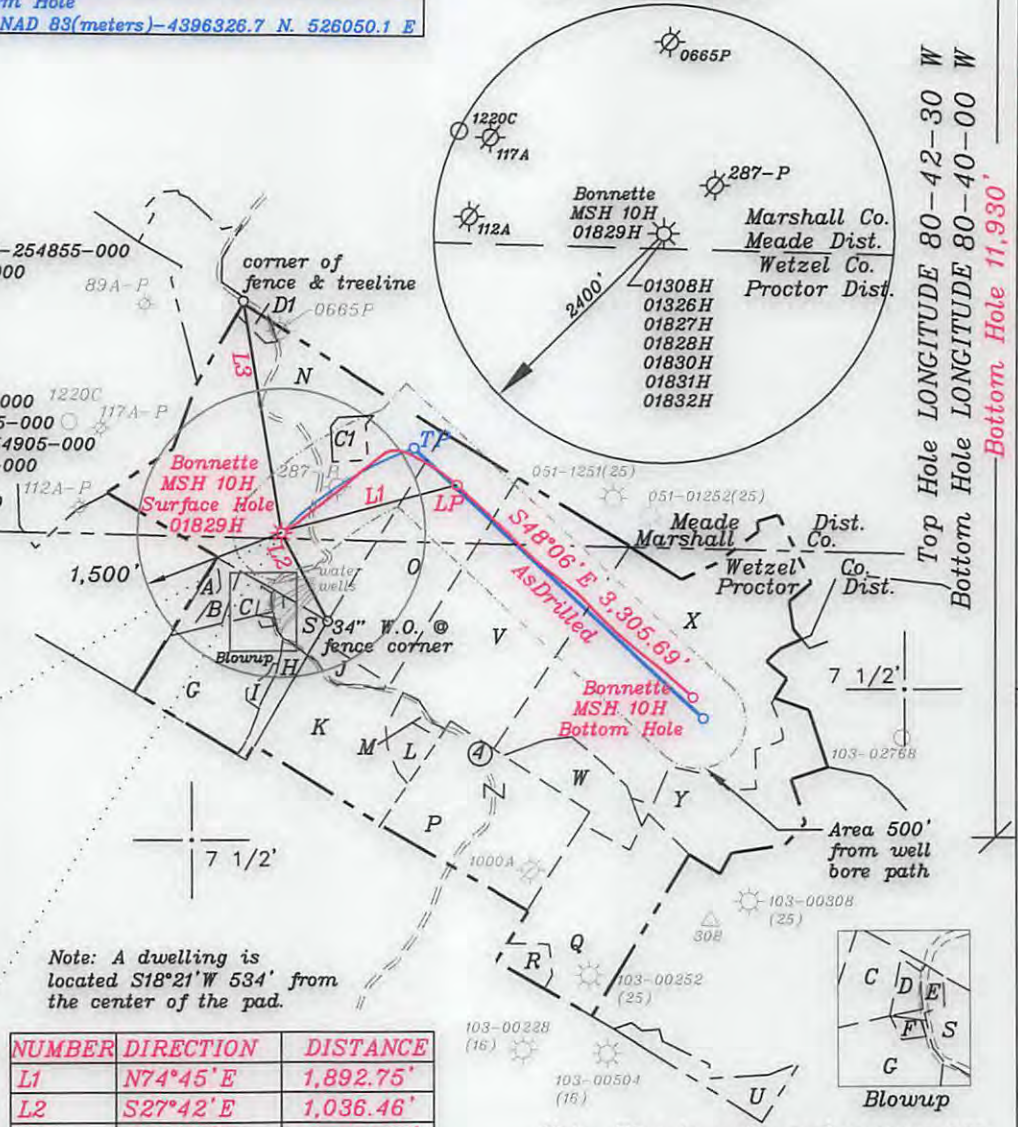 NAD 83(meters)-4396326.7 N. 526050.1 E
0665P
1220C
117A
287-P
112A
Bonnette
MSH 10H
01829H
Marshall Co.
Meade Dist.
Wetzel Co.
Proctor Dist.
2400'
01308H
01326H
01827H
01828H
01830H
01831H
01832H
Top Hole LONGITUDE 80-42-30 W
Bottom Hole LONGITUDE 80-40-00 W
Bottom Hole 11,930'
-254855-000
89A-P
corner of
fence & treeline
D1
0665P
L3
N
1220C
117A-P
4905-000
112A-P
C1
TP
287-P
L1
LP
Bonnette
MSH 10H
Surface Hole
01829H
L2
1,500'
water
wells
O
051-1251(25)
051-01252(25)
Meade Dist.
Marshall Co.
Wetzel Co.
Proctor Dist.
S48°06'E 3,305.69'
AsDrilled
A
B
C
S
34" W.O. @
fence corner
Blowup
H
J
G
I
K
M
L
V
X
Bonnette
MSH 10H
Bottom Hole
7 1/2'
103-02768
4
W
Y
P
Area 500'
from well
bore path
7 1/2'
1000A
103-00308
(25)
308
Q
R
103-00252
(25)
Note: A dwelling is
located S18°21'W 534' from
the center of the pad.
103-00228
(16)
103-00504
(16)
U
C
D
E
F
S
G
Blowup
NUMBER DIRECTION DISTANCE
L1 N74°45'E 1,892.75'
L2 S27°42'E 1,036.46'